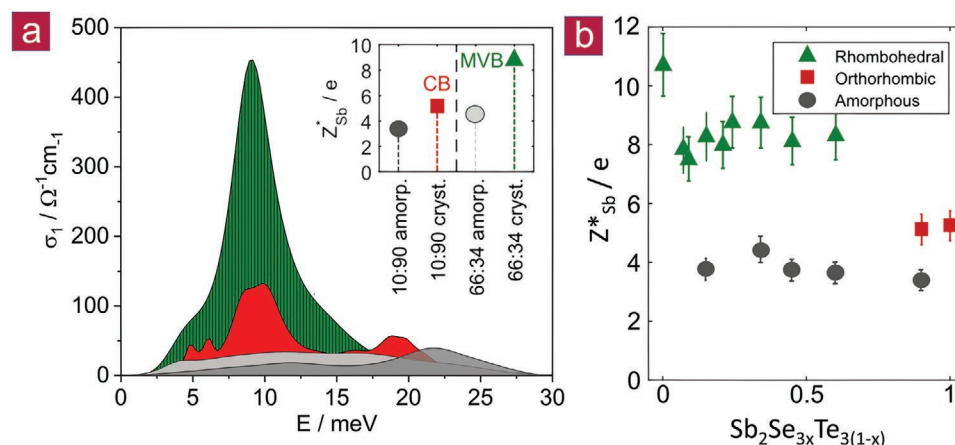 a
500
400
300
200
100
0
σ₁ / Ω⁻¹cm₋₁
0 5 10 15 20 25 30
E / meV
10
8
6
4
2
0
Z*Sb / e
CB
MVB
10:90 amorp.
10:90 cryst.
66:34 amorp.
66:34 cryst.
b
12
10
8
6
4
2
0
Z*Sb / e
Rhombohedral
Orthorhombic
Amorphous
0 0.5 1
Sb₂Se₃ₓTe₃₍₁₋ₓ₎